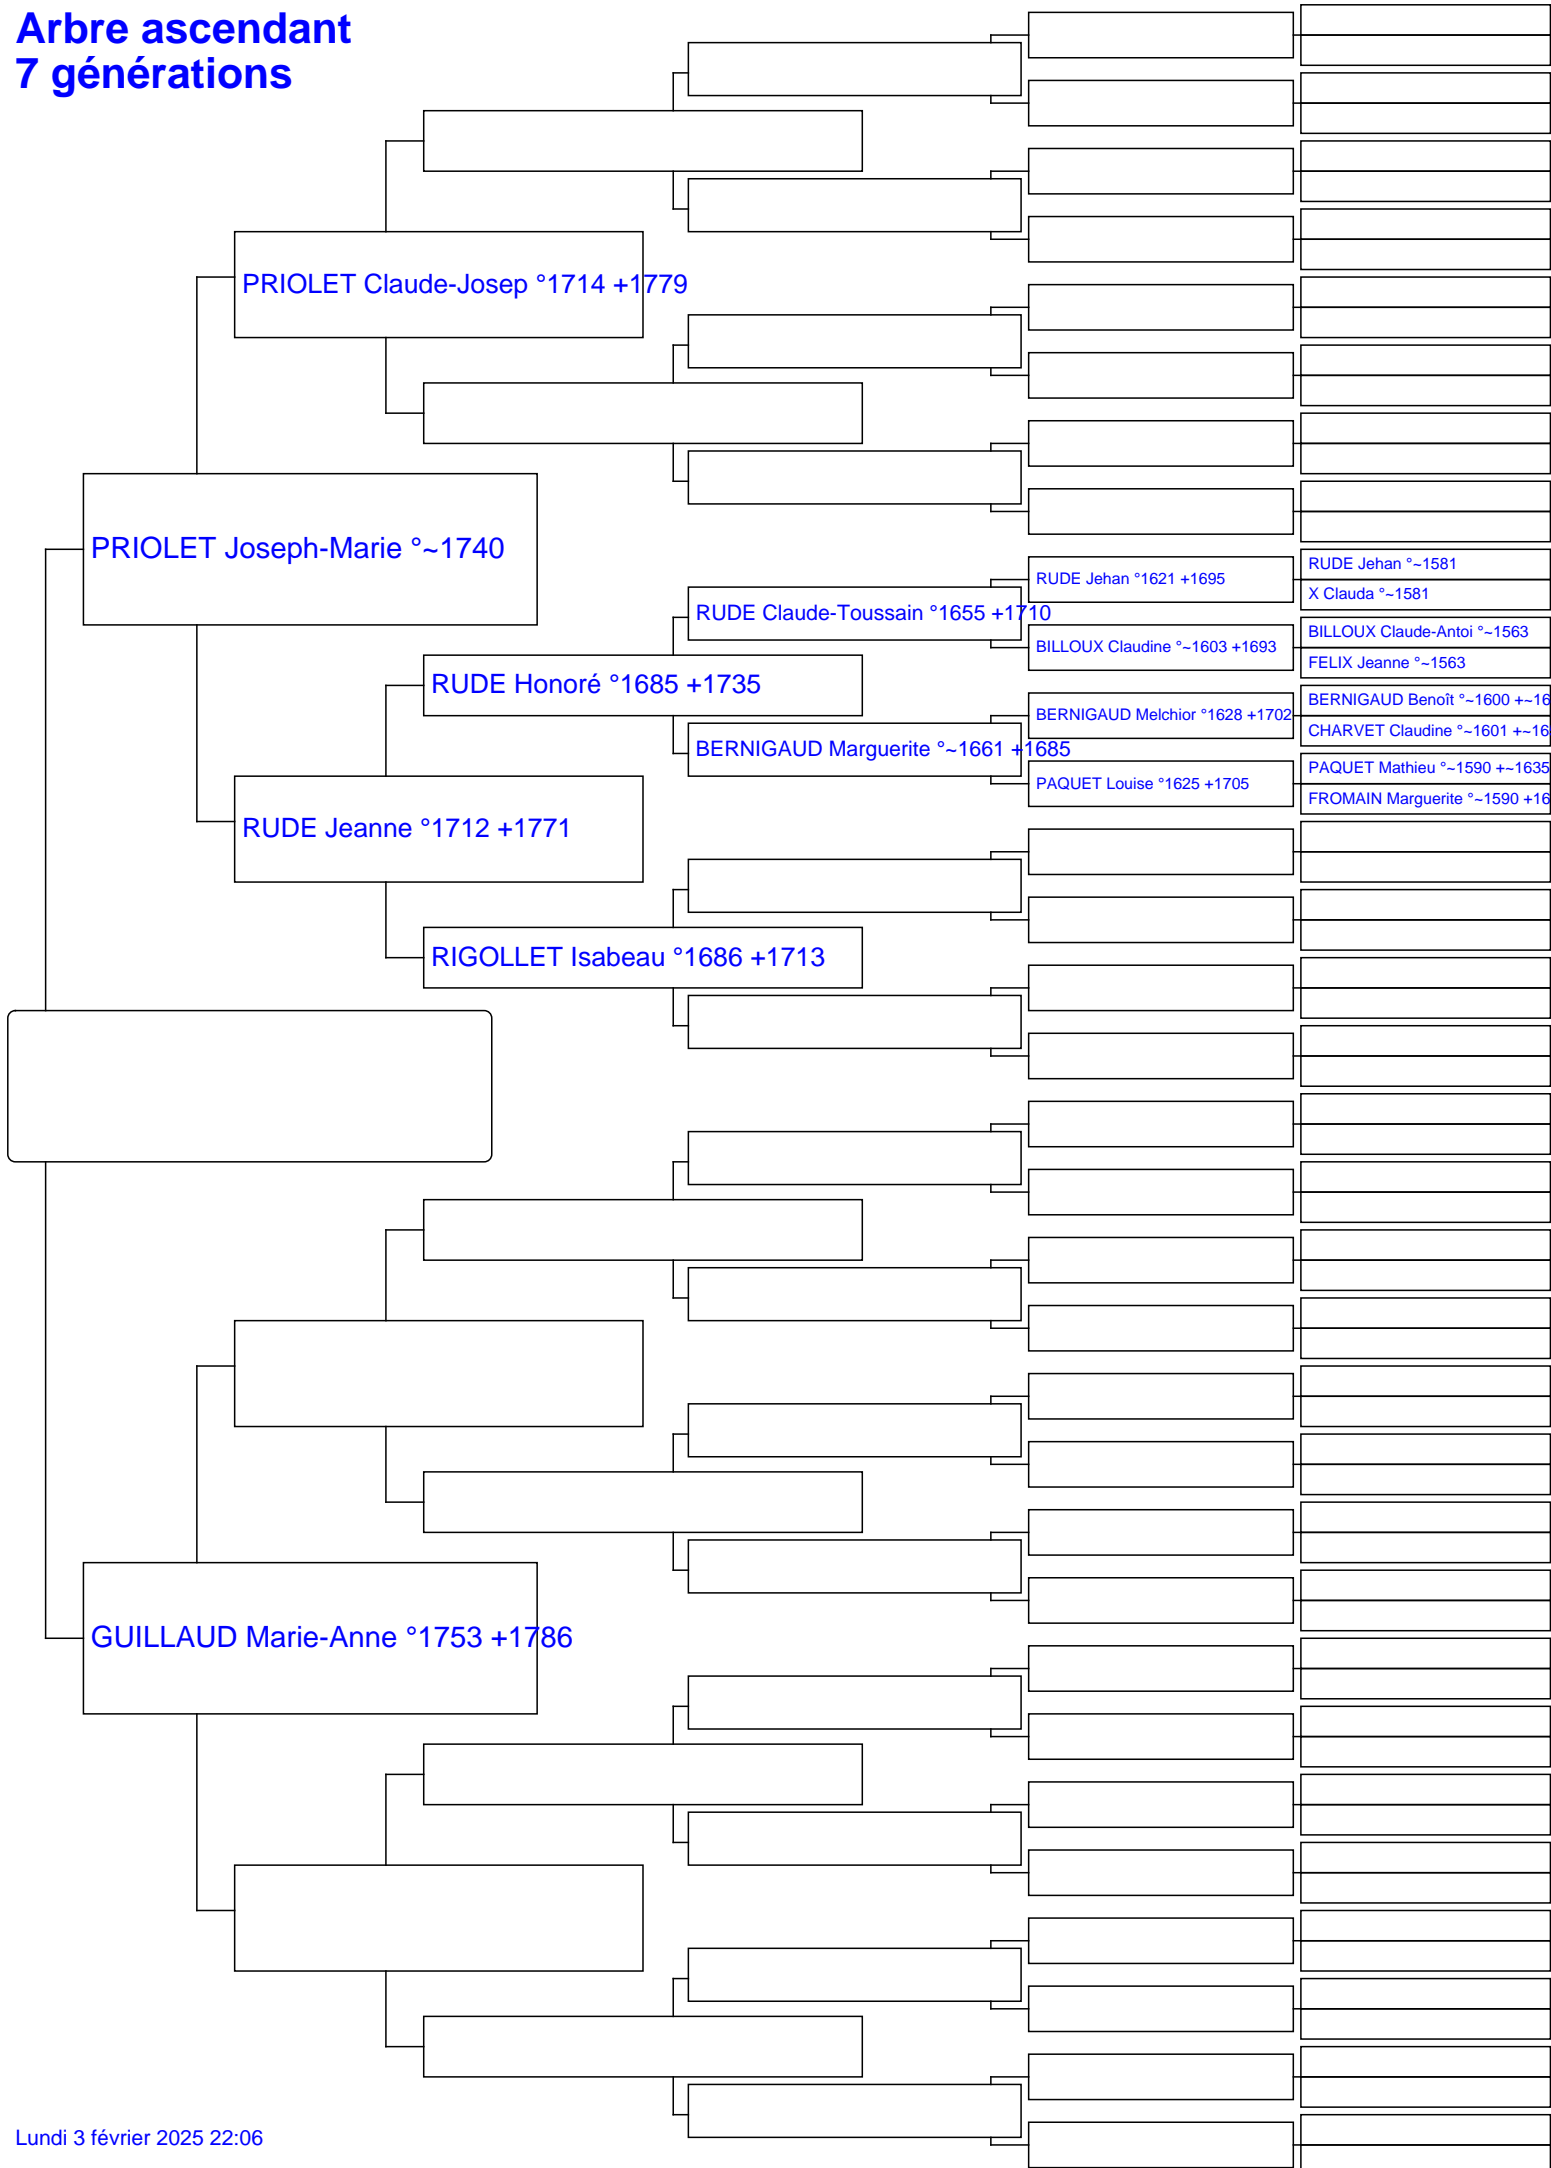 Arbre ascendant
7 générations
PRIOLET Claude-Josep °1714 +1779
PRIOLET Joseph-Marie °~1740
RUDE Jehan °~1581
RUDE Jehan °1621 +1695
X Clauda °~1581
RUDE Claude-Toussain °1655 +1710
BILLOUX Claude-Antoi °~1563
BILLOUX Claudine °~1603 +1693
FELIX Jeanne °~1563
RUDE Honoré °1685 +1735
BERNIGAUD Benoît °~1600 +~16
BERNIGAUD Melchior °1628 +1702
CHARVET Claudine °~1601 +~16
BERNIGAUD Marguerite °~1661 +1685
PAQUET Mathieu °~1590 +~1635
PAQUET Louise °1625 +1705
FROMAIN Marguerite °~1590 +16
RUDE Jeanne °1712 +1771
RIGOLLET Isabeau °1686 +1713
GUILLAUD Marie-Anne °1753 +1786
Lundi 3 février 2025 22:06